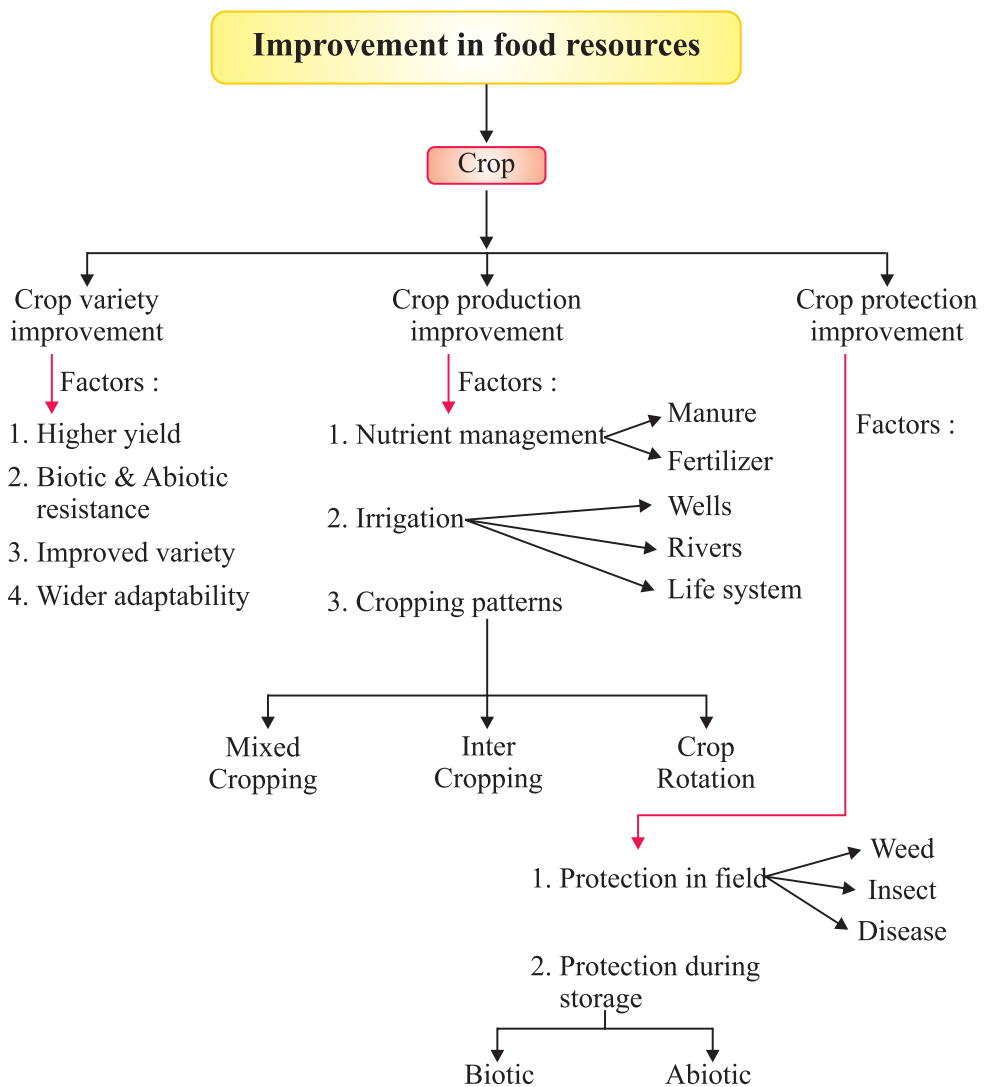 Improvement in food resources
Crop
Crop variety
improvement
Factors :
1. Higher yield
2. Biotic & Abiotic
resistance
3. Improved variety
4. Wider adaptability
Crop production
improvement
Factors :
1. Nutrient management
Manure
Fertilizer
2. Irrigation
Wells
Rivers
Life system
3. Cropping patterns
Mixed
Cropping
Inter
Cropping
Crop
Rotation
Crop protection
improvement
Factors :
1. Protection in field
Weed
Insect
Disease
2. Protection during
storage
Biotic
Abiotic